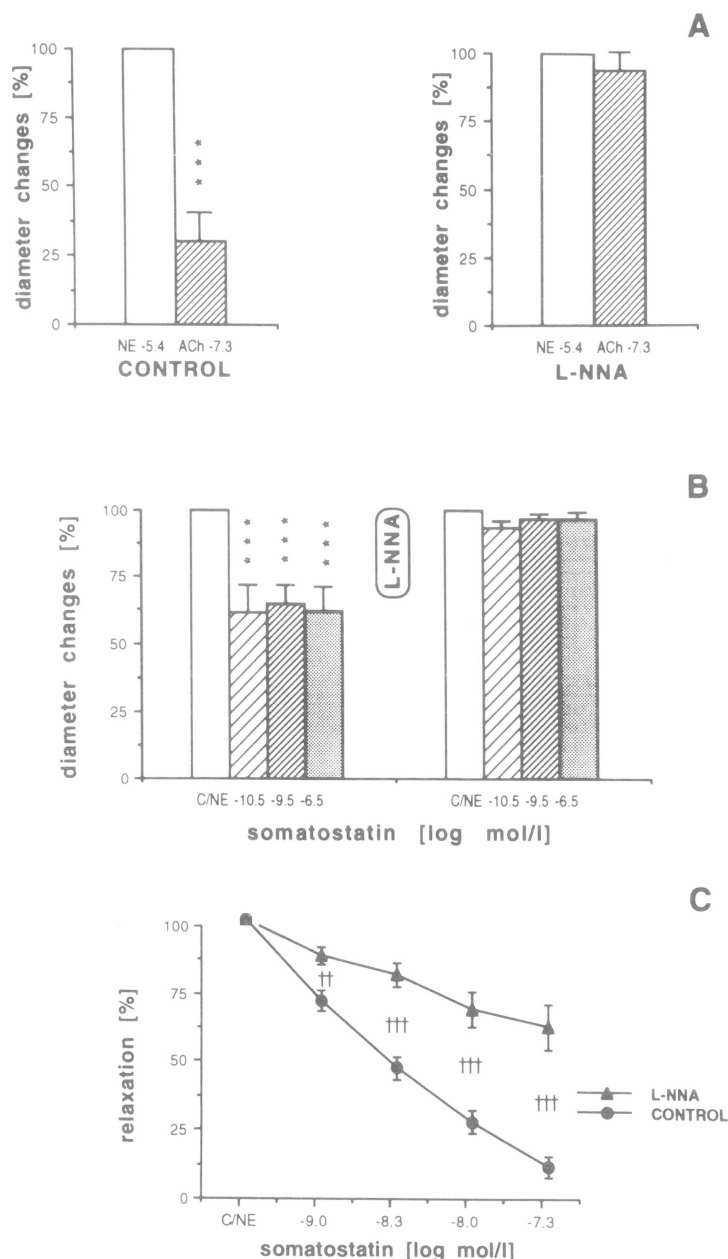 A
diameter changes [%]
100
75
50
25
0
* * *
NE -5.4 ACh -7.3
CONTROL
diameter changes [%]
100
75
50
25
0
NE -5.4 ACh -7.3
L-NNA
B
diameter changes [%]
100
75
50
25
0
* * *
* * *
* * *
L-NNA
C/NE -10.5 -9.5 -6.5
C/NE -10.5 -9.5 -6.5
somatostatin [log mol/l]
C
relaxation [%]
100
75
50
25
0
††
†††
†††
†††
L-NNA
CONTROL
C/NE -9.0 -8.3 -8.0 -7.3
somatostatin [log mol/l]